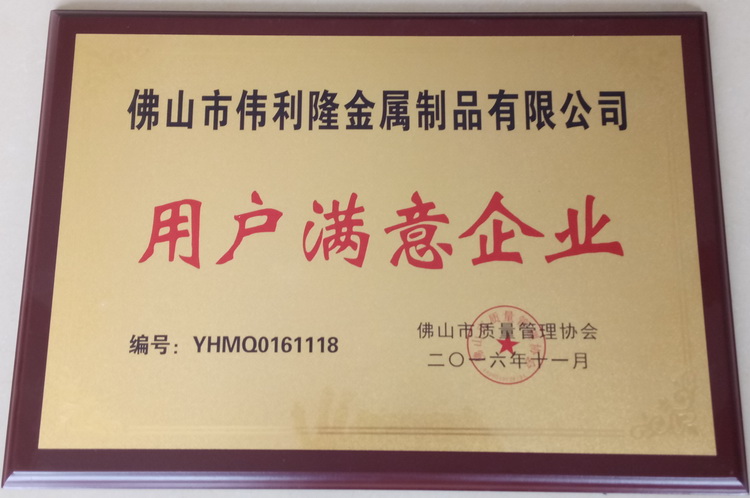 佛山市伟利隆金属制品有限公司
用户满意企业
编号：YHMQ0161118
佛山市质量管理协会
二〇一六年十一月